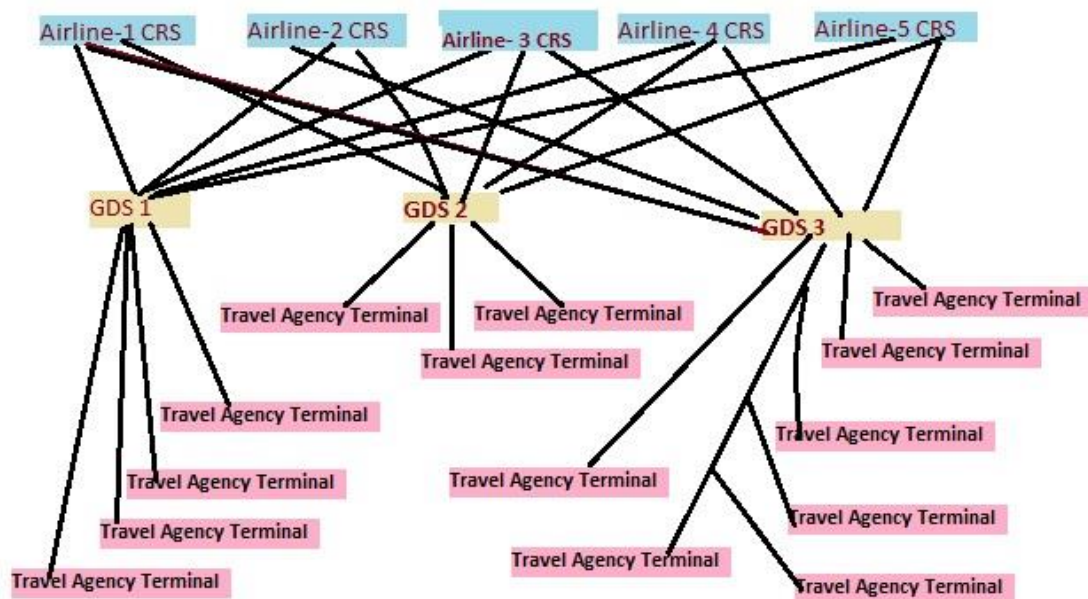 Airline-1 CRS
Airline-2 CRS
Airline- 3 CRS
Airline- 4 CRS
Airline-5 CRS
GDS 1
GDS 2
GDS 3
Travel Agency Terminal
Travel Agency Terminal
Travel Agency Terminal
Travel Agency Terminal
Travel Agency Terminal
Travel Agency Terminal
Travel Agency Terminal
Travel Agency Terminal
Travel Agency Terminal
Travel Agency Terminal
Travel Agency Terminal
Travel Agency Terminal
Travel Agency Terminal
Travel Agency Terminal